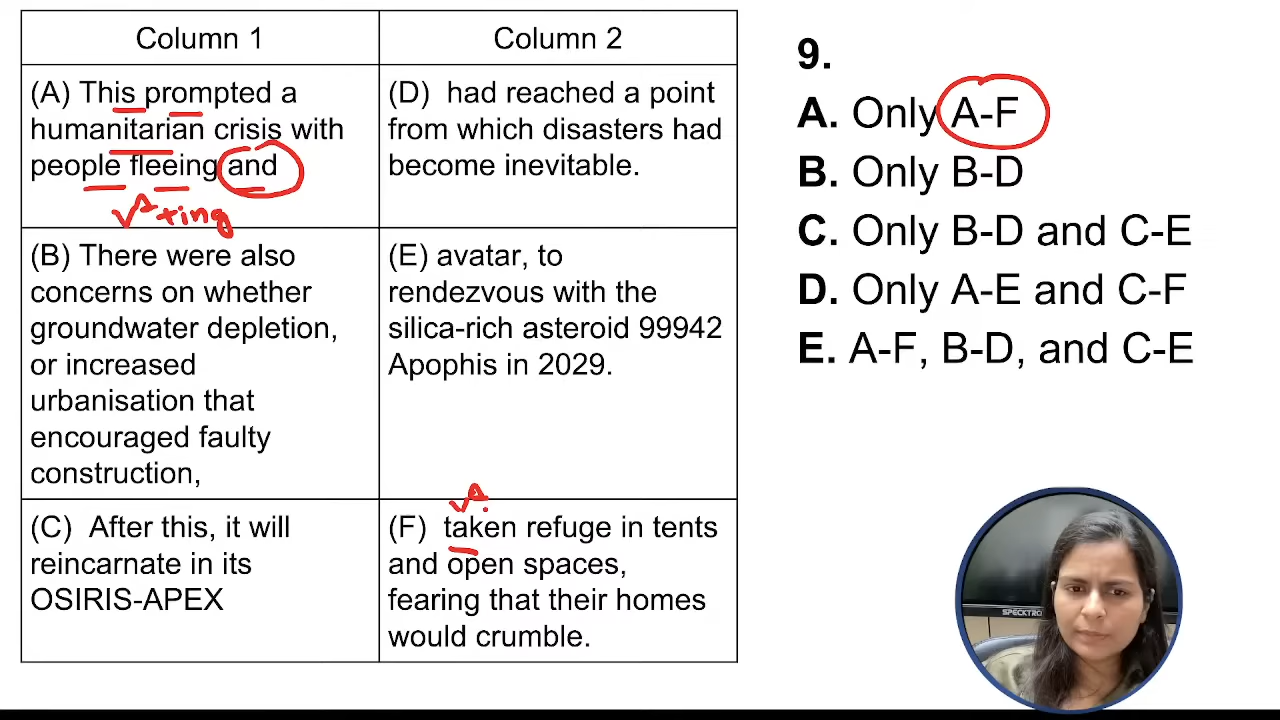 Column 1
Column 2
(A) This prompted a
humanitarian crisis with
people fleeing and
V⁴ +ing
(D) had reached a point
from which disasters had
become inevitable.
(B) There were also
concerns on whether
groundwater depletion,
or increased
urbanisation that
encouraged faulty
construction,
(E) avatar, to
rendezvous with the
silica-rich asteroid 99942
Apophis in 2029.
(C) After this, it will
reincarnate in its
OSIRIS-APEX
V³
(F) taken refuge in tents
and open spaces,
fearing that their homes
would crumble.
9.
A. Only A-F
B. Only B-D
C. Only B-D and C-E
D. Only A-E and C-F
E. A-F, B-D, and C-E
SPECKTRO